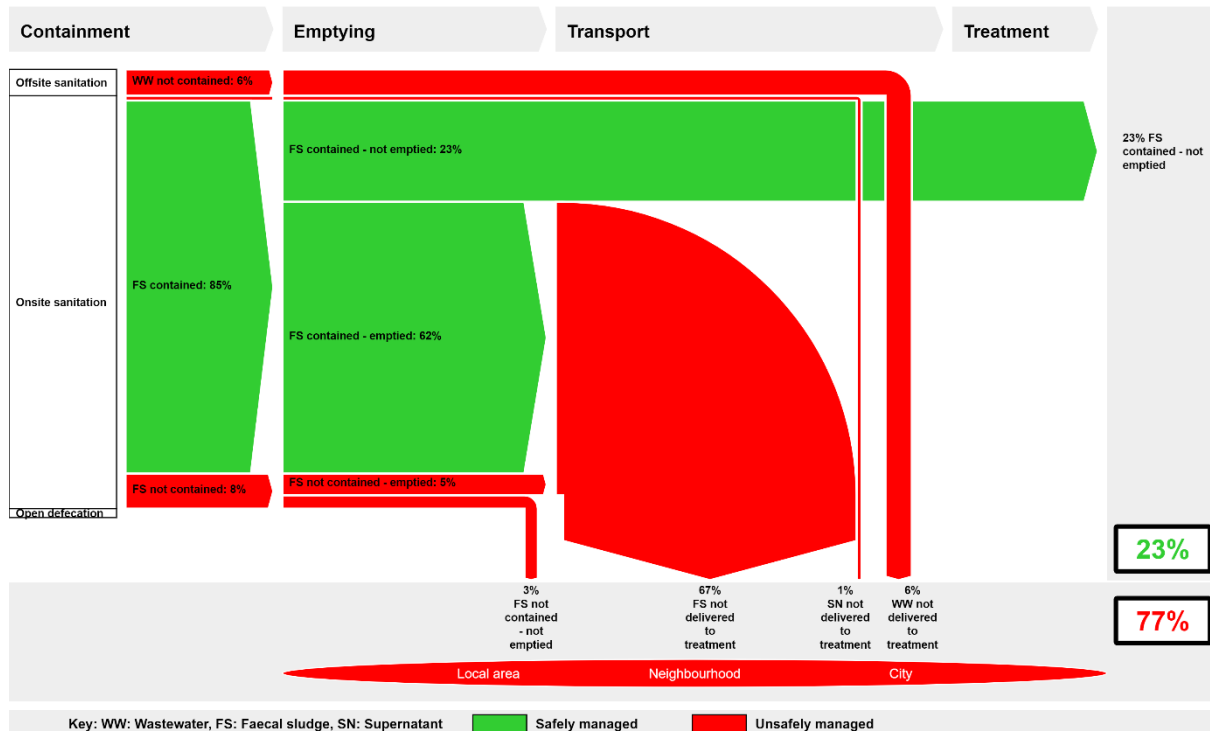 Containment
Emptying
Transport
Treatment
Offsite sanitation
WW not contained: 6%
FS contained - not emptied: 23%
23% FS
contained - not
emptied
Onsite sanitation
FS contained: 85%
FS contained - emptied: 62%
FS not contained: 8%
FS not contained - emptied: 5%
Open defecation
23%
3%
FS not
contained
- not
emptied
67%
FS not
delivered
to
treatment
1%
SN not
delivered
to
treatment
6%
WW not
delivered
to
treatment
77%
Local area
Neighbourhood
City
Key: WW: Wastewater, FS: Faecal sludge, SN: Supernatant
Safely managed
Unsafely managed